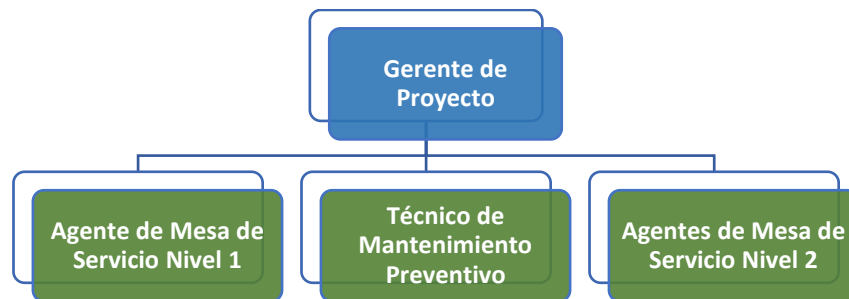 Gerente de
Proyecto
Agente de Mesa de
Servicio Nivel 1
Técnico de
Mantenimiento
Preventivo
Agentes de Mesa de
Servicio Nivel 2